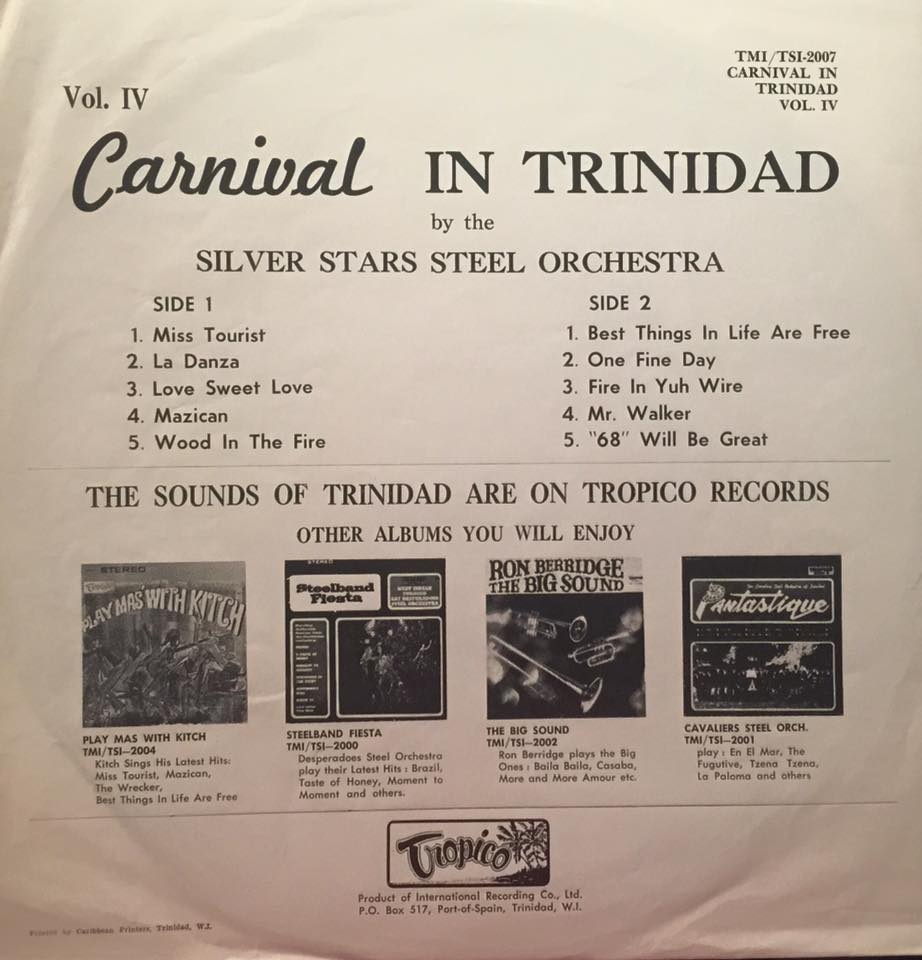 TMI/TSI-2007
CARNIVAL IN
TRINIDAD
VOL. IV
Vol. IV
Carnival IN TRINIDAD
by the
SILVER STARS STEEL ORCHESTRA
SIDE 1
1. Miss Tourist
2. La Danza
3. Love Sweet Love
4. Mazican
5. Wood In The Fire
SIDE 2
1. Best Things In Life Are Free
2. One Fine Day
3. Fire In Yuh Wire
4. Mr. Walker
5. "68" Will Be Great
THE SOUNDS OF TRINIDAD ARE ON TROPICO RECORDS
OTHER ALBUMS YOU WILL ENJOY
STEREO
PLAY MAS' WITH KITCH
PLAY MAS WITH KITCH
TMI/TSI—2004
Kitch Sings His Latest Hits:
Miss Tourist, Mazican,
The Wrecker,
Best Things In Life Are Free
STEREO
Steelband
Fiesta
STEELBAND FIESTA
TMI/TSI—2000
Desperadoes Steel Orchestra
play their Latest Hits : Brazil,
Taste of Honey, Moment to
Moment and others.
RON BERRIDGE
THE BIG SOUND
THE BIG SOUND
TMI/TSI—2002
Ron Berridge plays the Big
Ones : Baila Baila, Casaba,
More and More Amour etc.
Pantastique
CAVALIERS STEEL ORCH.
TMI/TSI—2001
play : En El Mar, The
Fugutive, Tzena Tzena,
La Paloma and others
Tropico
Product of International Recording Co., Ltd.
P.O. Box 517, Port-of-Spain, Trinidad, W.I.
Printed by Caribbean Printers, Trinidad, W.I.